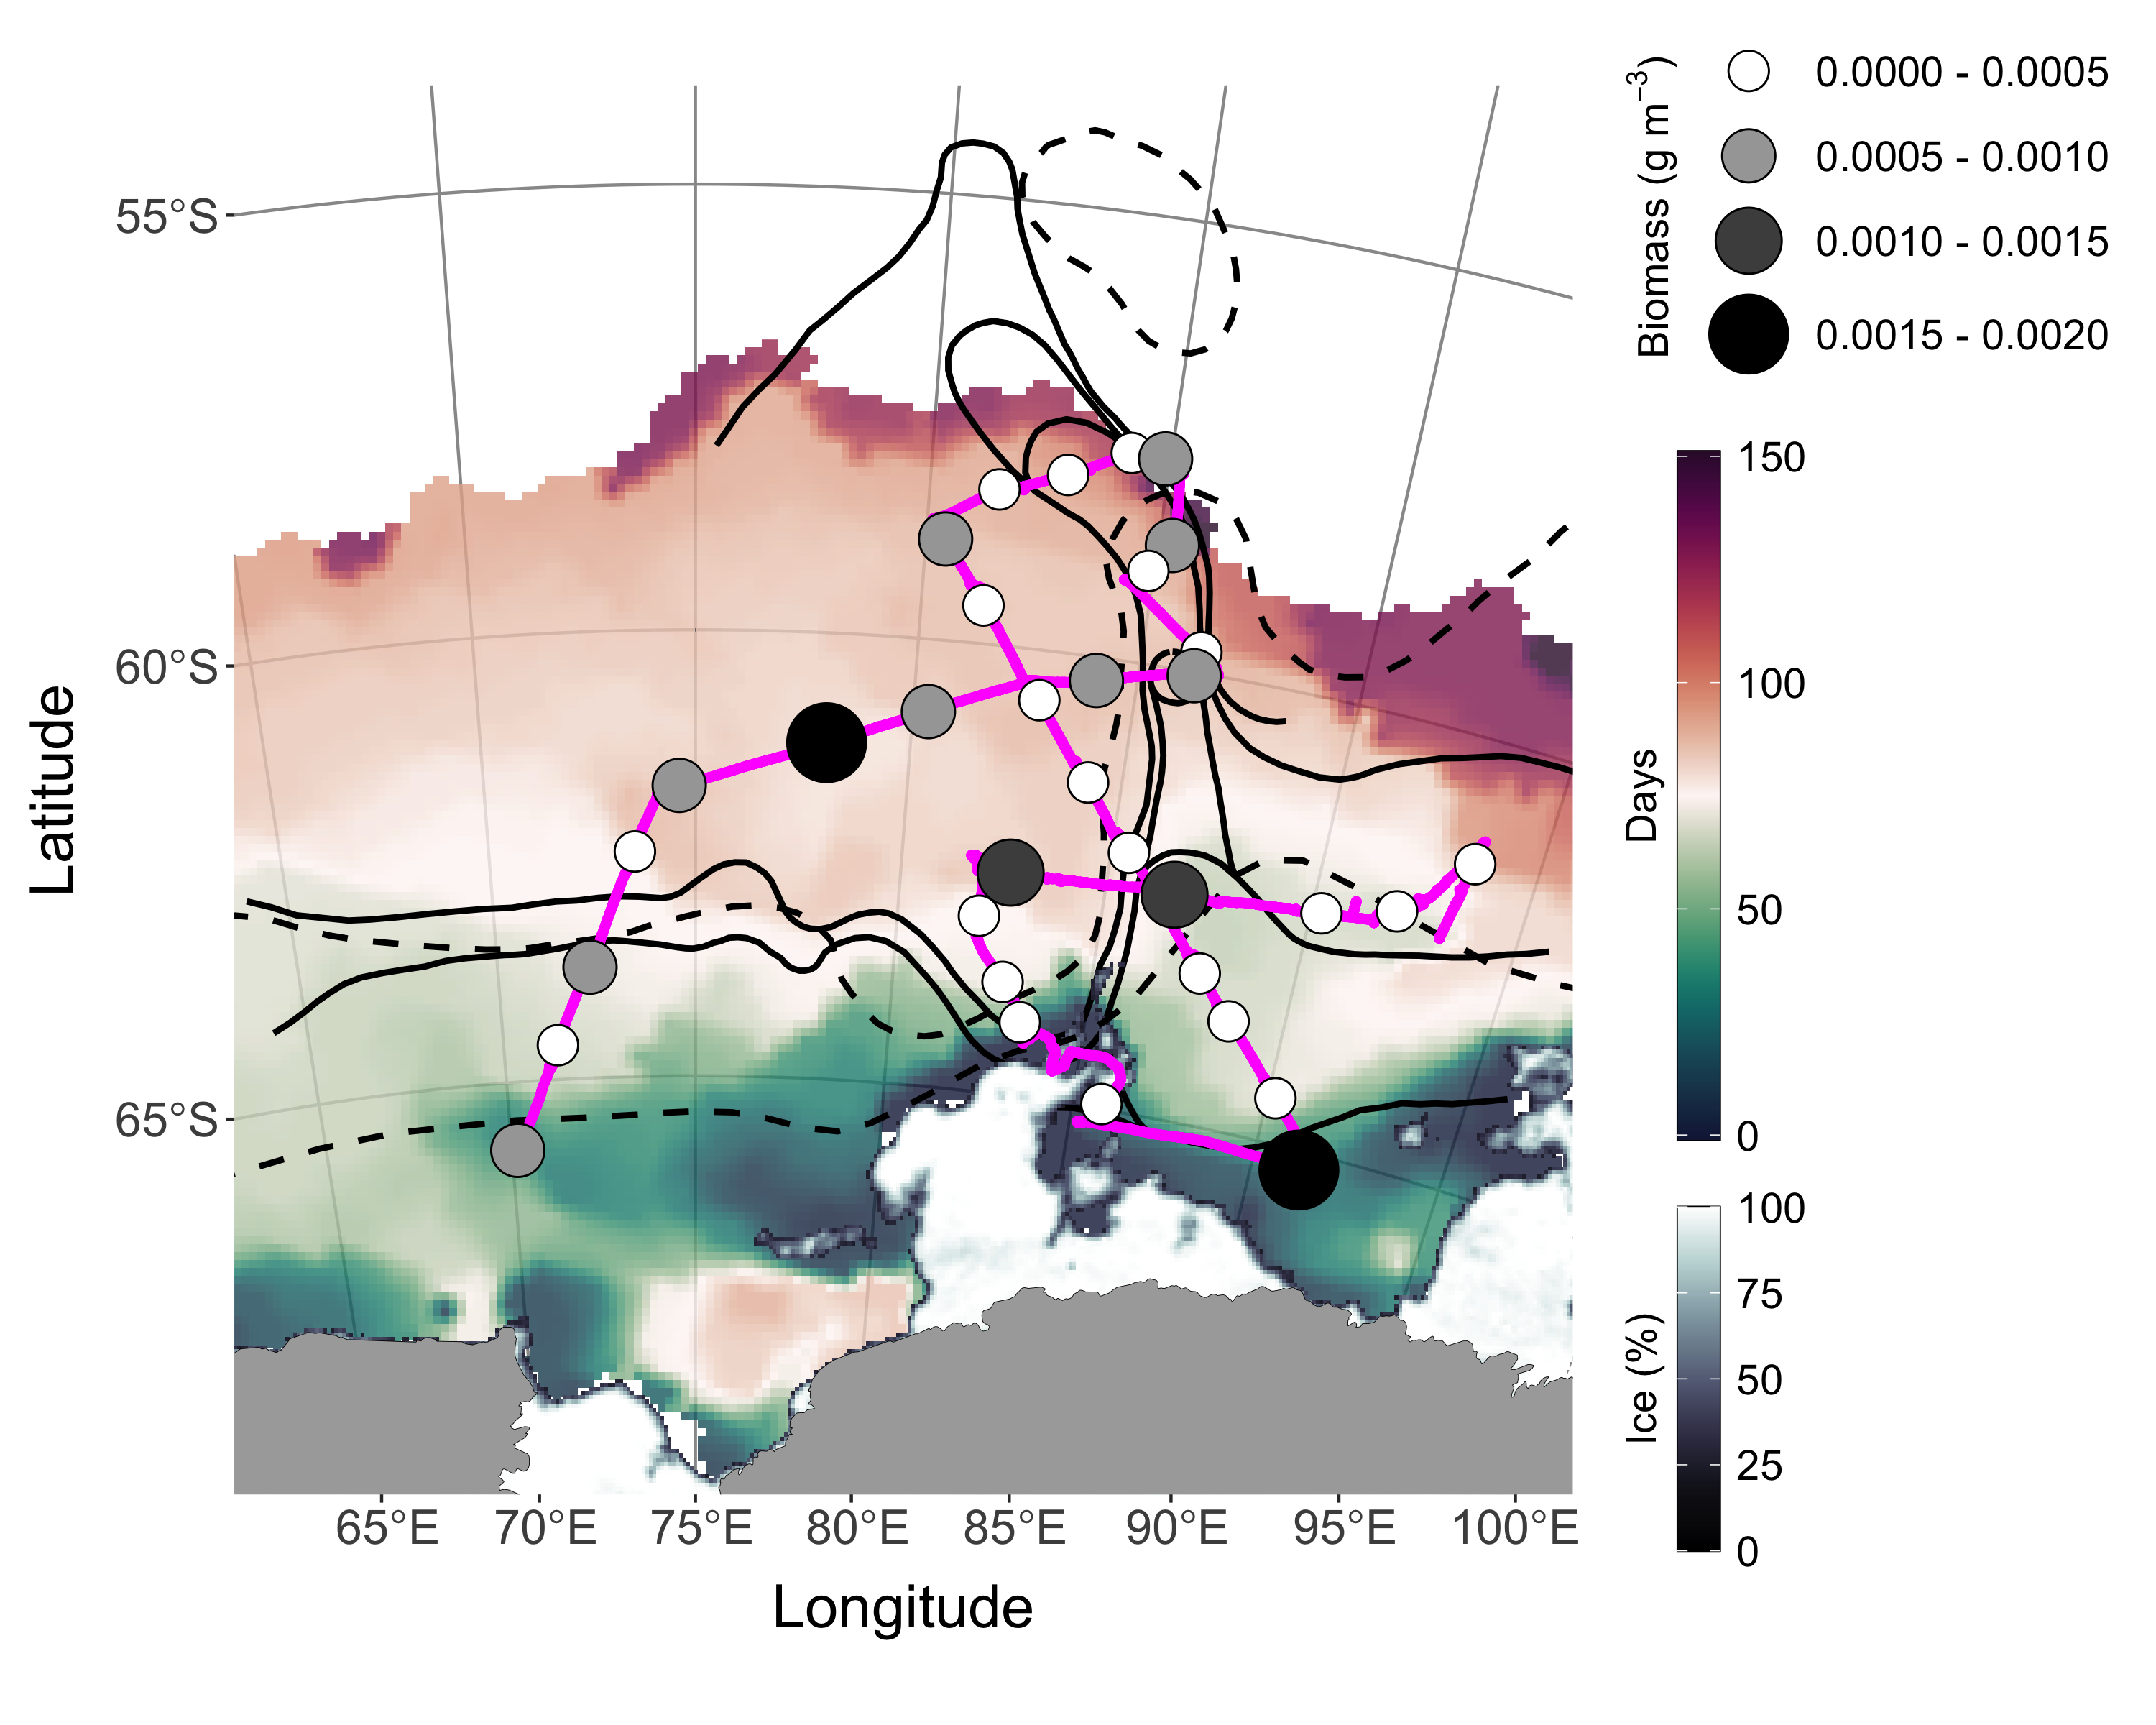 Biomass (g m⁻³)
0.0000 - 0.0005
0.0005 - 0.0010
0.0010 - 0.0015
0.0015 - 0.0020
Days
150
100
50
0
Ice (%)
100
75
50
25
0
Latitude
55°S
60°S
65°S
65°E 70°E 75°E 80°E 85°E 90°E 95°E 100°E
Longitude